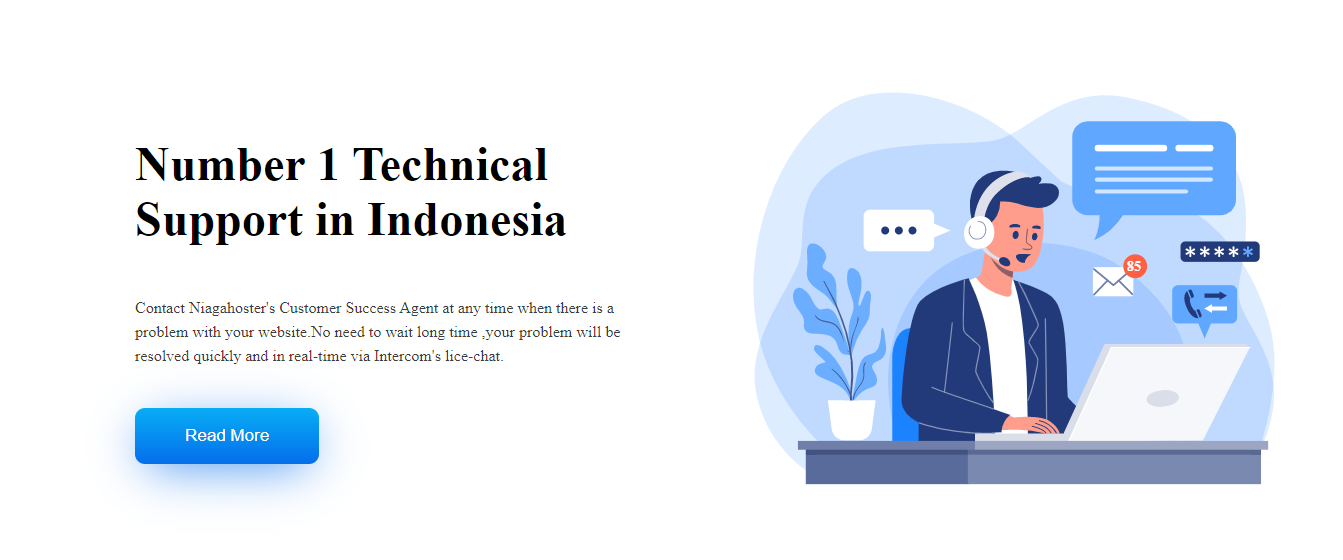 Number 1 Technical
Support in Indonesia
Contact Niagahoster's Customer Success Agent at any time when there is a
problem with your website.No need to wait long time ,your problem will be
resolved quickly and in real-time via Intercom's lice-chat.
Read More
*****
85